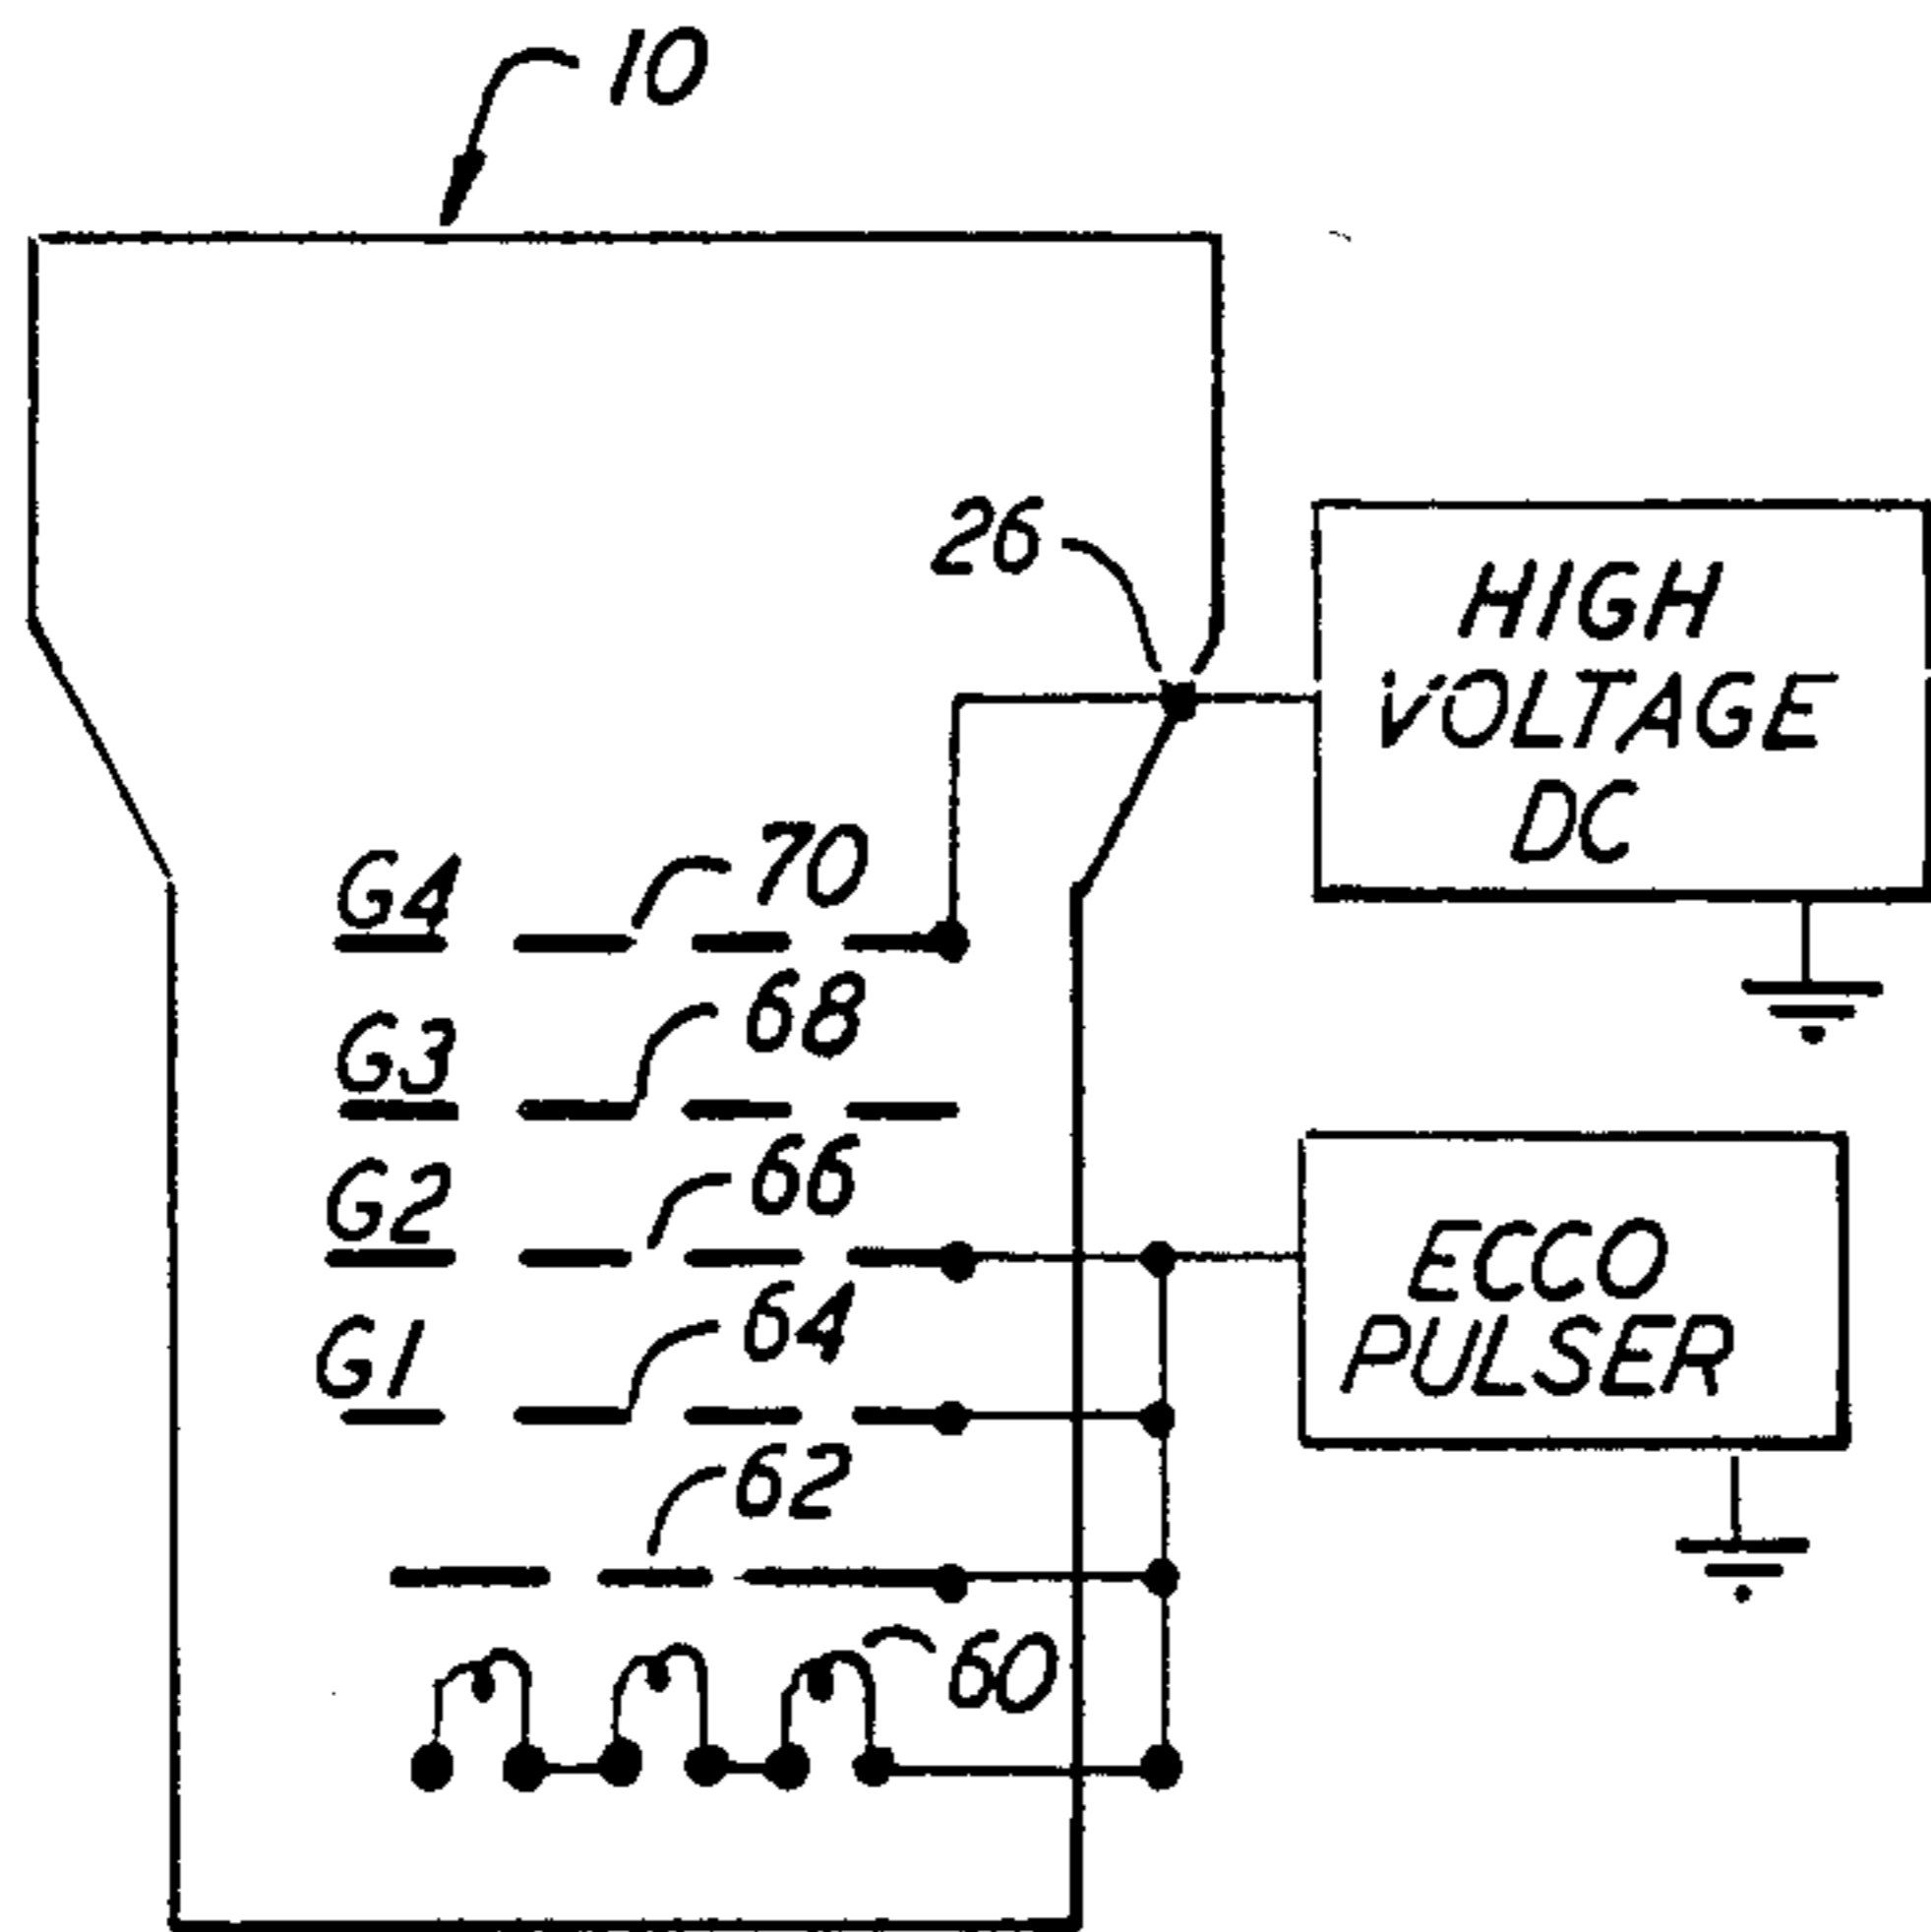 10
26
HIGH
VOLTAGE
DC
G4
70
G3
68
G2
66
G1
64
ECCO
PULSER
62
60